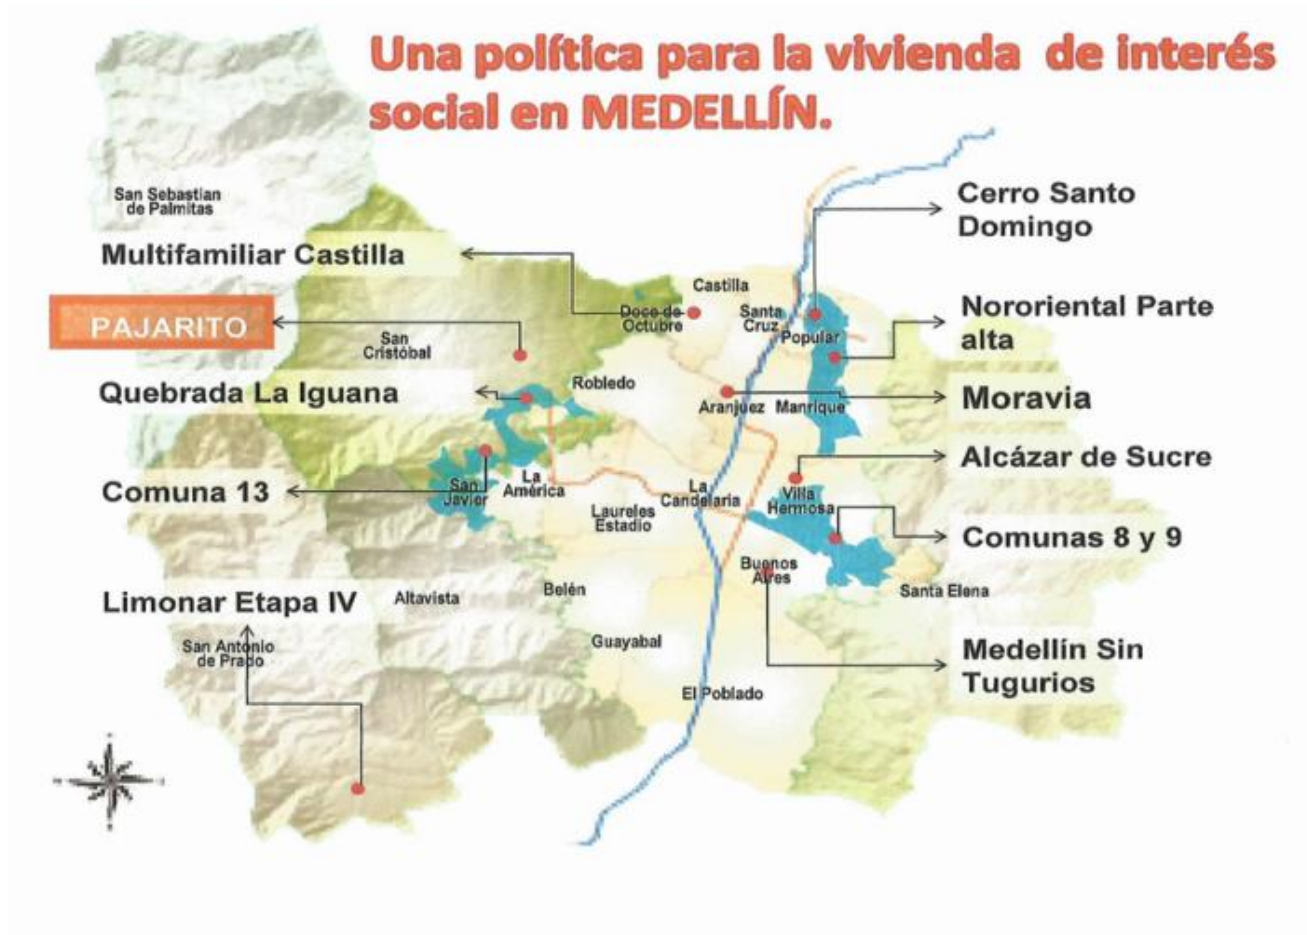 Una política para la vivienda de interés
social en MEDELLÍN.
San Sebastian
de Palmitas
Cerro Santo
Domingo
Multifamiliar Castilla
Castilla
PAJARITO
Doce de
Octubre
Santa
Cruz
Popular
Nororiental Parte
alta
San
Cristóbal
Quebrada La Iguana
Robledo
Aranjuez
Manrique
Moravia
Alcázar de Sucre
Comuna 13
San
Javier
La
América
La
Candelaria
Villa
Hermosa
Laureles
Estadio
Comunas 8 y 9
Buenos
Aires
Santa Elena
Limonar Etapa IV
Altavista
Belén
San Antonio
de Prado
Guayabal
Medellín Sin
Tugurios
El Poblado